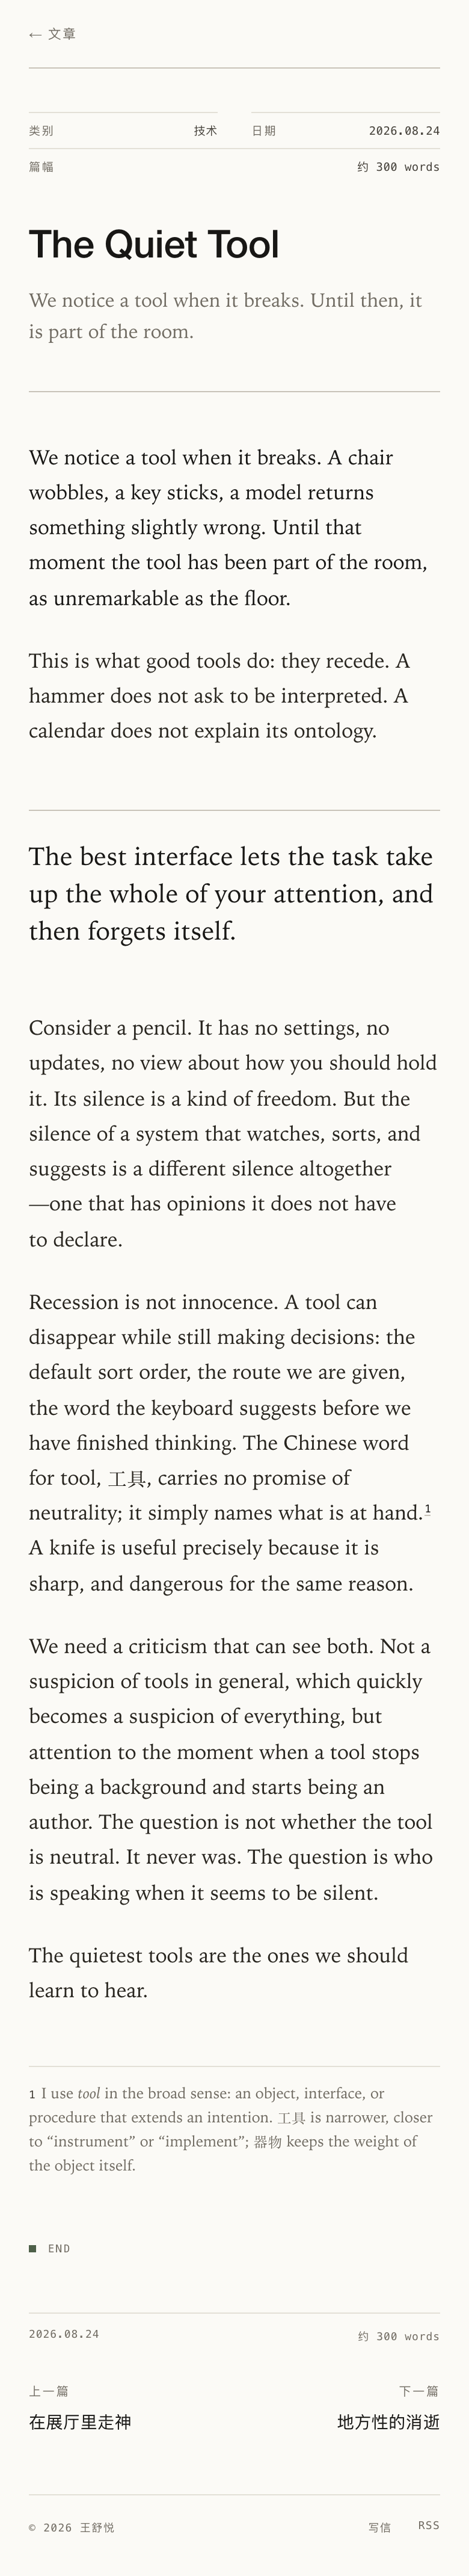 ← 文章
类别 技术 日期 2026.08.24
篇幅 约 300 words
The Quiet Tool
We notice a tool when it breaks. Until then, it
is part of the room.
We notice a tool when it breaks. A chair
wobbles, a key sticks, a model returns
something slightly wrong. Until that
moment the tool has been part of the room,
as unremarkable as the floor.
This is what good tools do: they recede. A
hammer does not ask to be interpreted. A
calendar does not explain its ontology.
The best interface lets the task take
up the whole of your attention, and
then forgets itself.
Consider a pencil. It has no settings, no
updates, no view about how you should hold
it. Its silence is a kind of freedom. But the
silence of a system that watches, sorts, and
suggests is a different silence altogether
—one that has opinions it does not have
to declare.
Recession is not innocence. A tool can
disappear while still making decisions: the
default sort order, the route we are given,
the word the keyboard suggests before we
have finished thinking. The Chinese word
for tool, 工具, carries no promise of
neutrality; it simply names what is at hand.1
A knife is useful precisely because it is
sharp, and dangerous for the same reason.
We need a criticism that can see both. Not a
suspicion of tools in general, which quickly
becomes a suspicion of everything, but
attention to the moment when a tool stops
being a background and starts being an
author. The question is not whether the tool
is neutral. It never was. The question is who
is speaking when it seems to be silent.
The quietest tools are the ones we should
learn to hear.
1 I use tool in the broad sense: an object, interface, or
procedure that extends an intention. 工具 is narrower, closer
to “instrument” or “implement”; 器物 keeps the weight of
the object itself.
END
2026.08.24 约 300 words
上一篇 下一篇
在展厅里走神 地方性的消逝
© 2026 王舒悦 写信 RSS